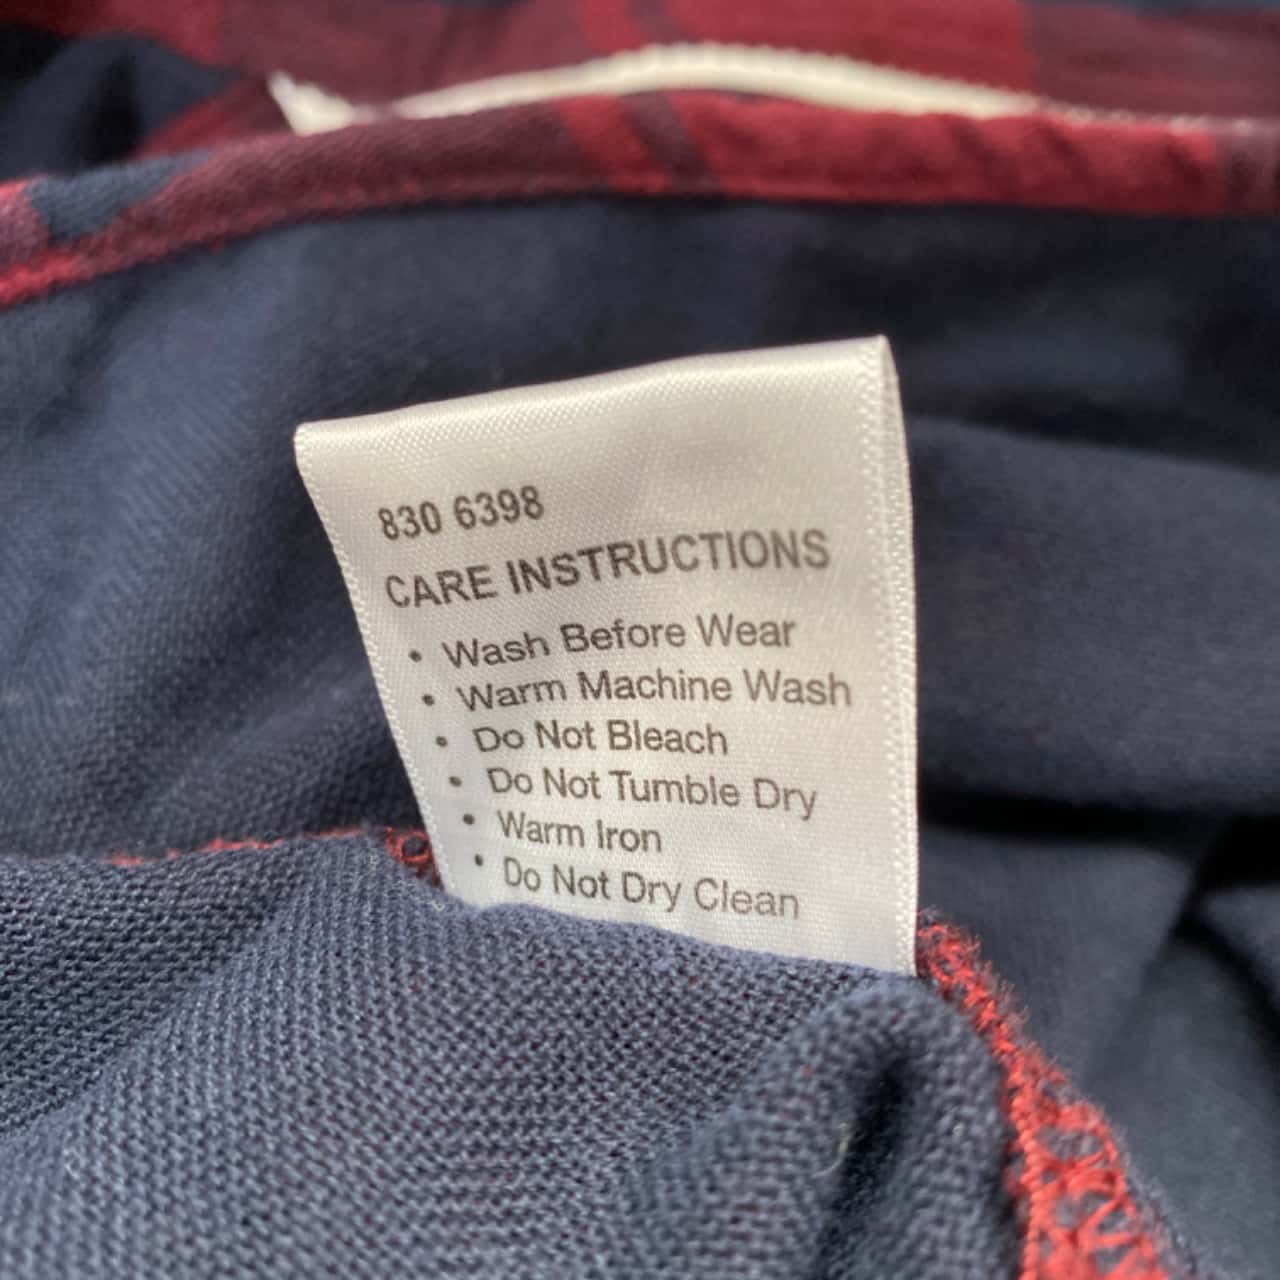 830 6398
CARE INSTRUCTIONS
• Wash Before Wear
• Warm Machine Wash
• Do Not Bleach
• Do Not Tumble Dry
• Warm Iron
• Do Not Dry Clean